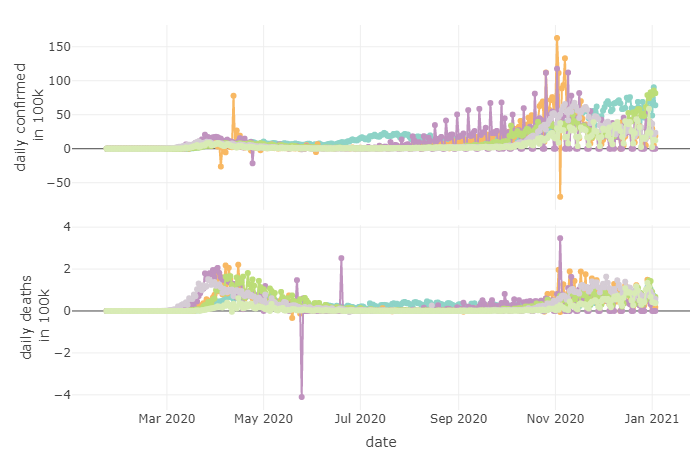 150
100
50
0
−50
daily confirmed
in 100k
4
2
0
−2
−4
daily deaths
in 100k
Mar 2020 May 2020 Jul 2020 Sep 2020 Nov 2020 Jan 2021
date